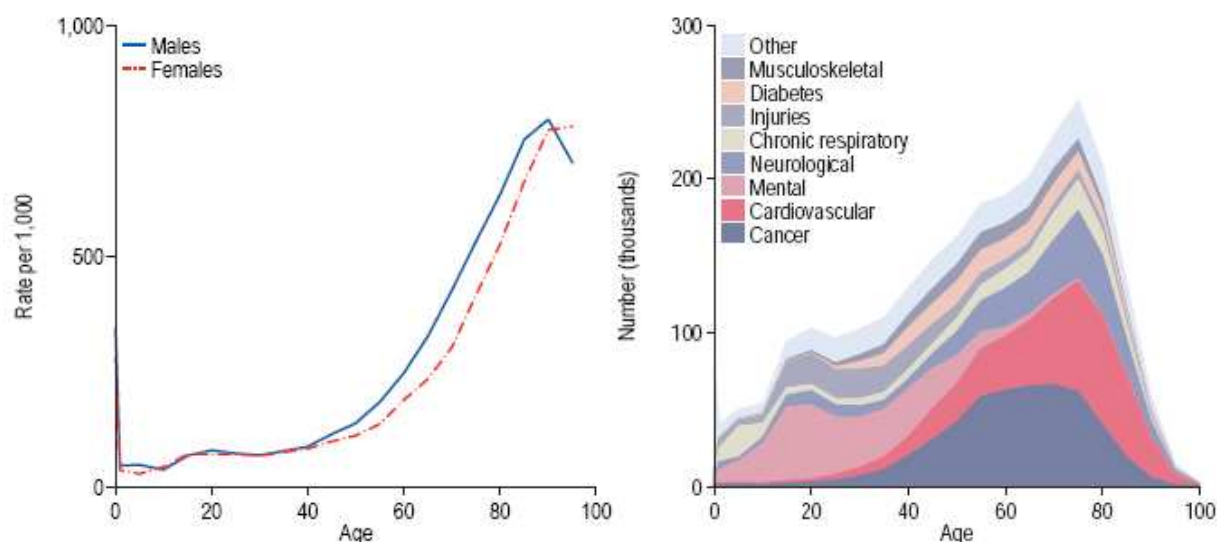 1,000
Males
Females
500
0
Rate per 1,000
0 20 40 60 80 100
Age
300
Other
Musculoskeletal
Diabetes
Injuries
Chronic respiratory
Neurological
Mental
Cardiovascular
Cancer
200
100
0
Number (thousands)
0 20 40 60 80 100
Age